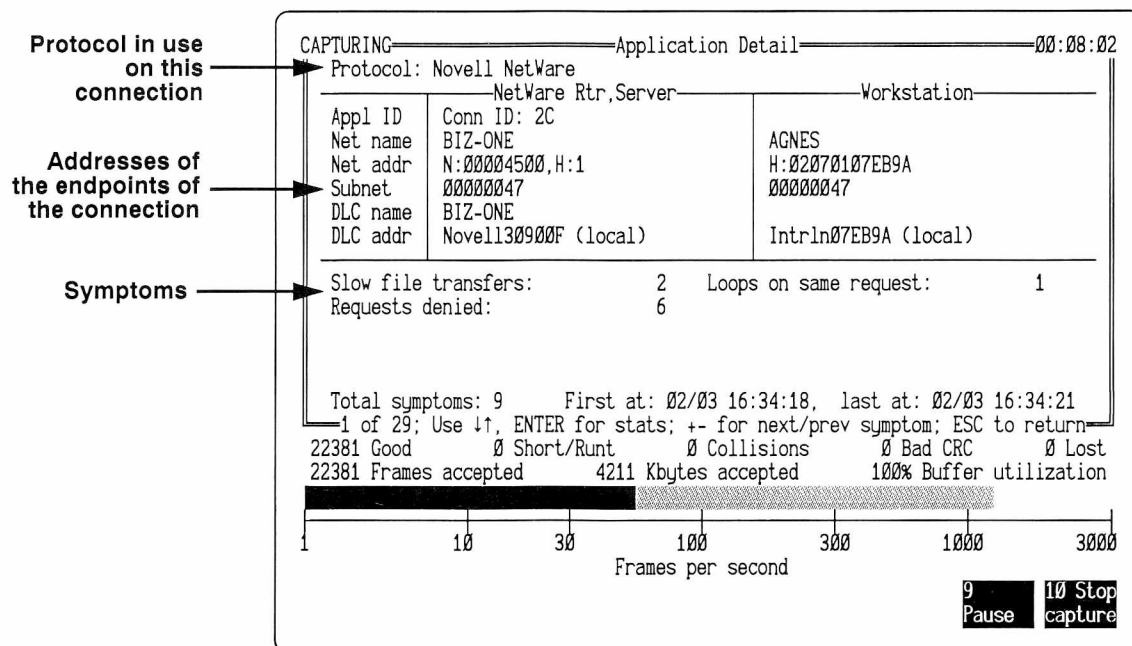 Protocol in use
on this
connection
Addresses of
the endpoints of
the connection
Symptoms
CAPTURING Application Detail 00:08:02
Protocol: Novell NetWare
NetWare Rtr,Server Workstation
Appl ID Conn ID: 2C
Net name BIZ-ONE AGNES
Net addr N:00004500,H:1 H:02070107EB9A
Subnet 00000047 00000047
DLC name BIZ-ONE
DLC addr Novell30900F (local) Intrln07EB9A (local)
Slow file transfers: 2 Loops on same request: 1
Requests denied: 6
Total symptoms: 9 First at: 02/03 16:34:18, last at: 02/03 16:34:21
1 of 29; Use ↓↑, ENTER for stats; +- for next/prev symptom; ESC to return
22381 Good 0 Short/Runt 0 Collisions 0 Bad CRC 0 Lost
22381 Frames accepted 4211 Kbytes accepted 100% Buffer utilization
1 10 30 100 300 1000 3000
Frames per second
9 Pause
10 Stop capture